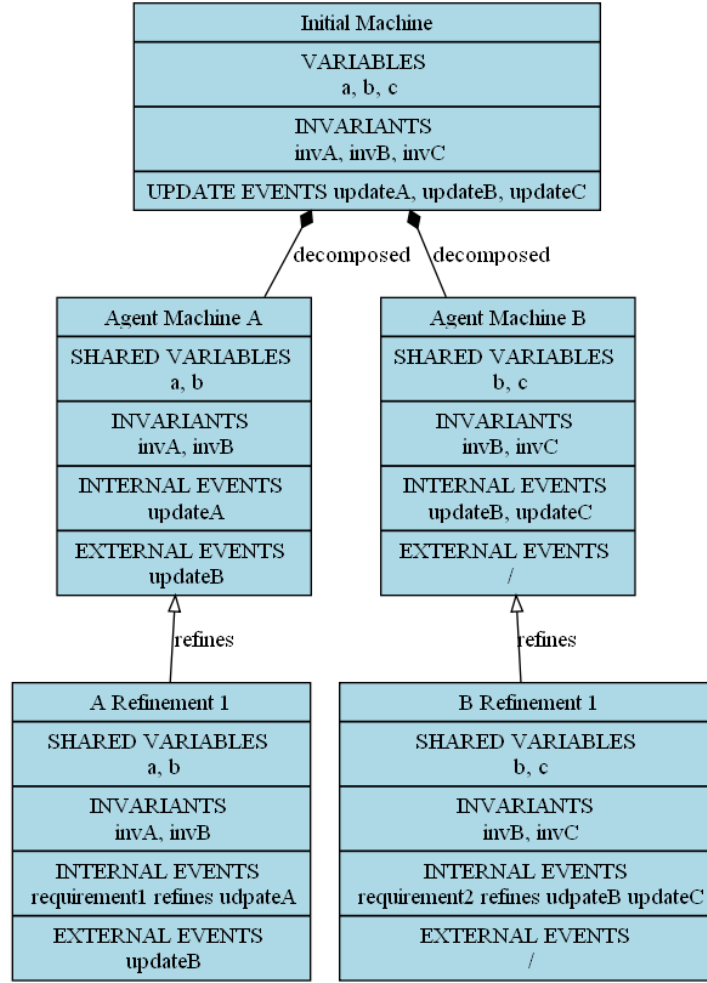 Initial Machine
VARIABLES
a, b, c
INVARIANTS
invA, invB, invC
UPDATE EVENTS updateA, updateB, updateC
decomposed
decomposed
Agent Machine A
SHARED VARIABLES
a, b
INVARIANTS
invA, invB
INTERNAL EVENTS
updateA
EXTERNAL EVENTS
updateB
Agent Machine B
SHARED VARIABLES
b, c
INVARIANTS
invB, invC
INTERNAL EVENTS
updateB, updateC
EXTERNAL EVENTS
/
refines
refines
A Refinement 1
SHARED VARIABLES
a, b
INVARIANTS
invA, invB
INTERNAL EVENTS
requirement1 refines udpateA
EXTERNAL EVENTS
updateB
B Refinement 1
SHARED VARIABLES
b, c
INVARIANTS
invB, invC
INTERNAL EVENTS
requirement2 refines udpateB updateC
EXTERNAL EVENTS
/